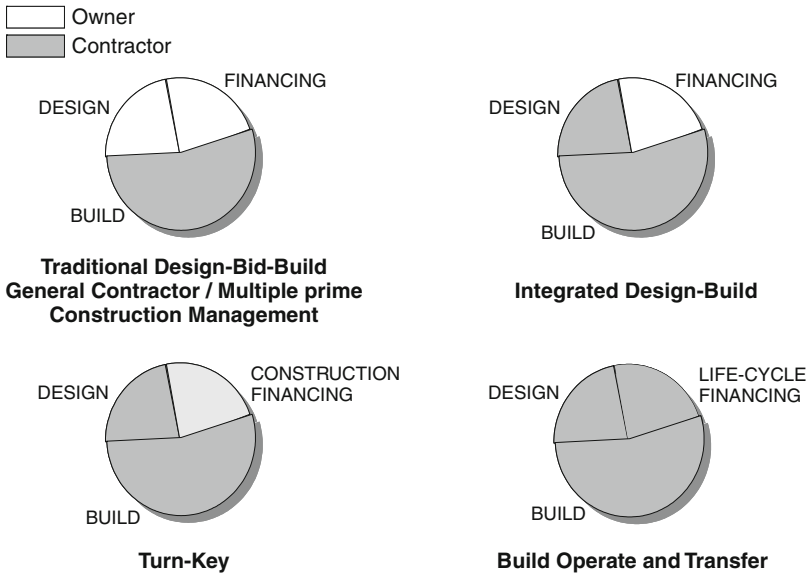 Owner
Contractor
FINANCING
DESIGN
BUILD
Traditional Design-Bid-Build
General Contractor / Multiple prime
Construction Management
FINANCING
DESIGN
BUILD
Integrated Design-Build
CONSTRUCTION
FINANCING
DESIGN
BUILD
Turn-Key
LIFE-CYCLE
FINANCING
DESIGN
BUILD
Build Operate and Transfer